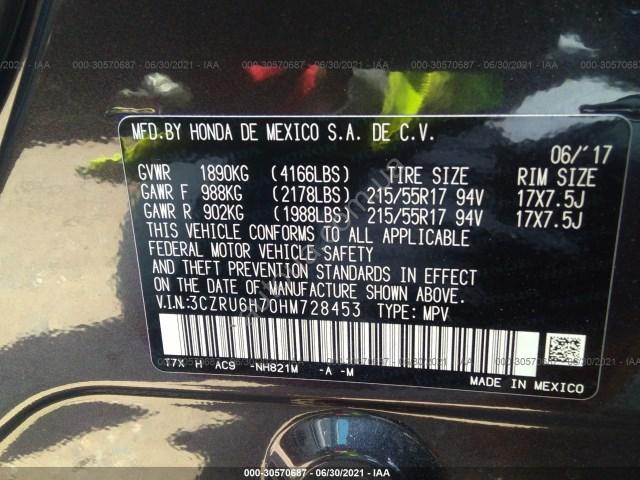 000-30570687 - 06/30/2021 - IAA
MFD.BY HONDA DE MEXICO S.A. DE C.V.
06/'17
GVWR 1890KG (4166LBS) TIRE SIZE RIM SIZE
GAWR F 988KG (2178LBS) 215/55R17 94V 17X7.5J
GAWR R 902KG (1988LBS) 215/55R17 94V 17X7.5J
THIS VEHICLE CONFORMS TO ALL APPLICABLE
FEDERAL MOTOR VEHICLE SAFETY
AND THEFT PREVENTION STANDARDS IN EFFECT
ON THE DATE OF MANUFACTURE SHOWN ABOVE.
V.I.N:3CZRU6H70HM728453 TYPE: MPV
T7X H AC9 -NH821M -A -M
MADE IN MEXICO
000-30570687 - 06/30/2021 - IAA